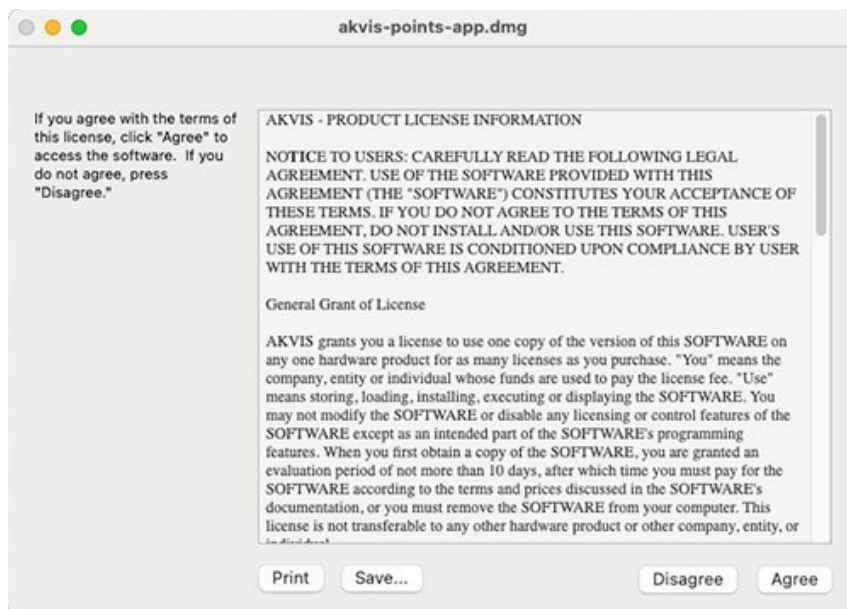 akvis-points-app.dmg
If you agree with the terms of
this license, click "Agree" to
access the software. If you
do not agree, press
"Disagree."
AKVIS - PRODUCT LICENSE INFORMATION
NOTICE TO USERS: CAREFULLY READ THE FOLLOWING LEGAL
AGREEMENT. USE OF THE SOFTWARE PROVIDED WITH THIS
AGREEMENT (THE "SOFTWARE") CONSTITUTES YOUR ACCEPTANCE OF
THESE TERMS. IF YOU DO NOT AGREE TO THE TERMS OF THIS
AGREEMENT, DO NOT INSTALL AND/OR USE THIS SOFTWARE. USER'S
USE OF THIS SOFTWARE IS CONDITIONED UPON COMPLIANCE BY USER
WITH THE TERMS OF THIS AGREEMENT.
General Grant of License
AKVIS grants you a license to use one copy of the version of this SOFTWARE on
any one hardware product for as many licenses as you purchase. "You" means the
company, entity or individual whose funds are used to pay the license fee. "Use"
means storing, loading, installing, executing or displaying the SOFTWARE. You
may not modify the SOFTWARE or disable any licensing or control features of the
SOFTWARE except as an intended part of the SOFTWARE's programming
features. When you first obtain a copy of the SOFTWARE, you are granted an
evaluation period of not more than 10 days, after which time you must pay for the
SOFTWARE according to the terms and prices discussed in the SOFTWARE's
documentation, or you must remove the SOFTWARE from your computer. This
license is not transferable to any other hardware product or other company, entity, or
Print
Save...
Disagree
Agree